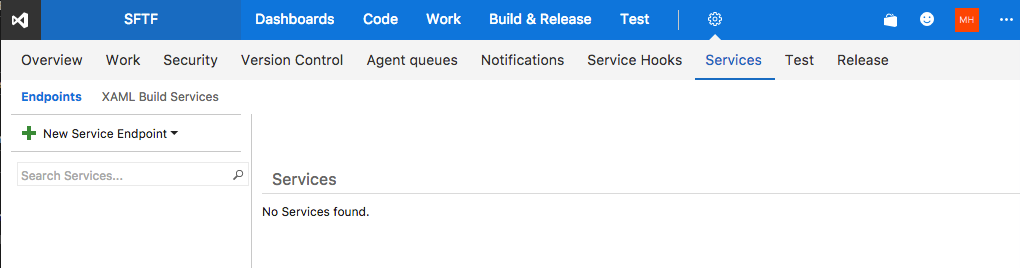 SFTF Dashboards Code Work Build & Release Test MH
Overview Work Security Version Control Agent queues Notifications Service Hooks Services Test Release
Endpoints XAML Build Services
New Service Endpoint
Search Services...
Services
No Services found.